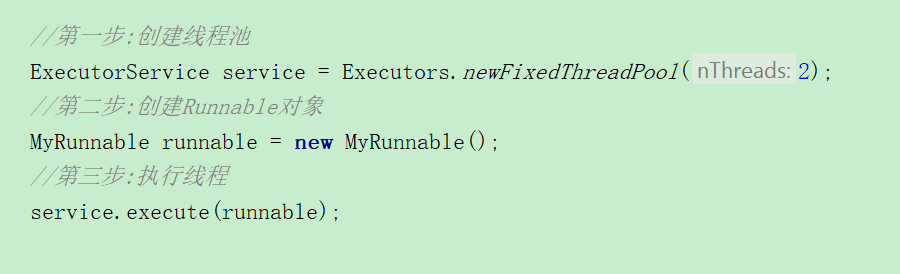 //第一步:创建线程池
ExecutorService service = Executors.newFixedThreadPool( nThreads: 2);
//第二步:创建Runnable对象
MyRunnable runnable = new MyRunnable();
//第三步:执行线程
service.execute(runnable);